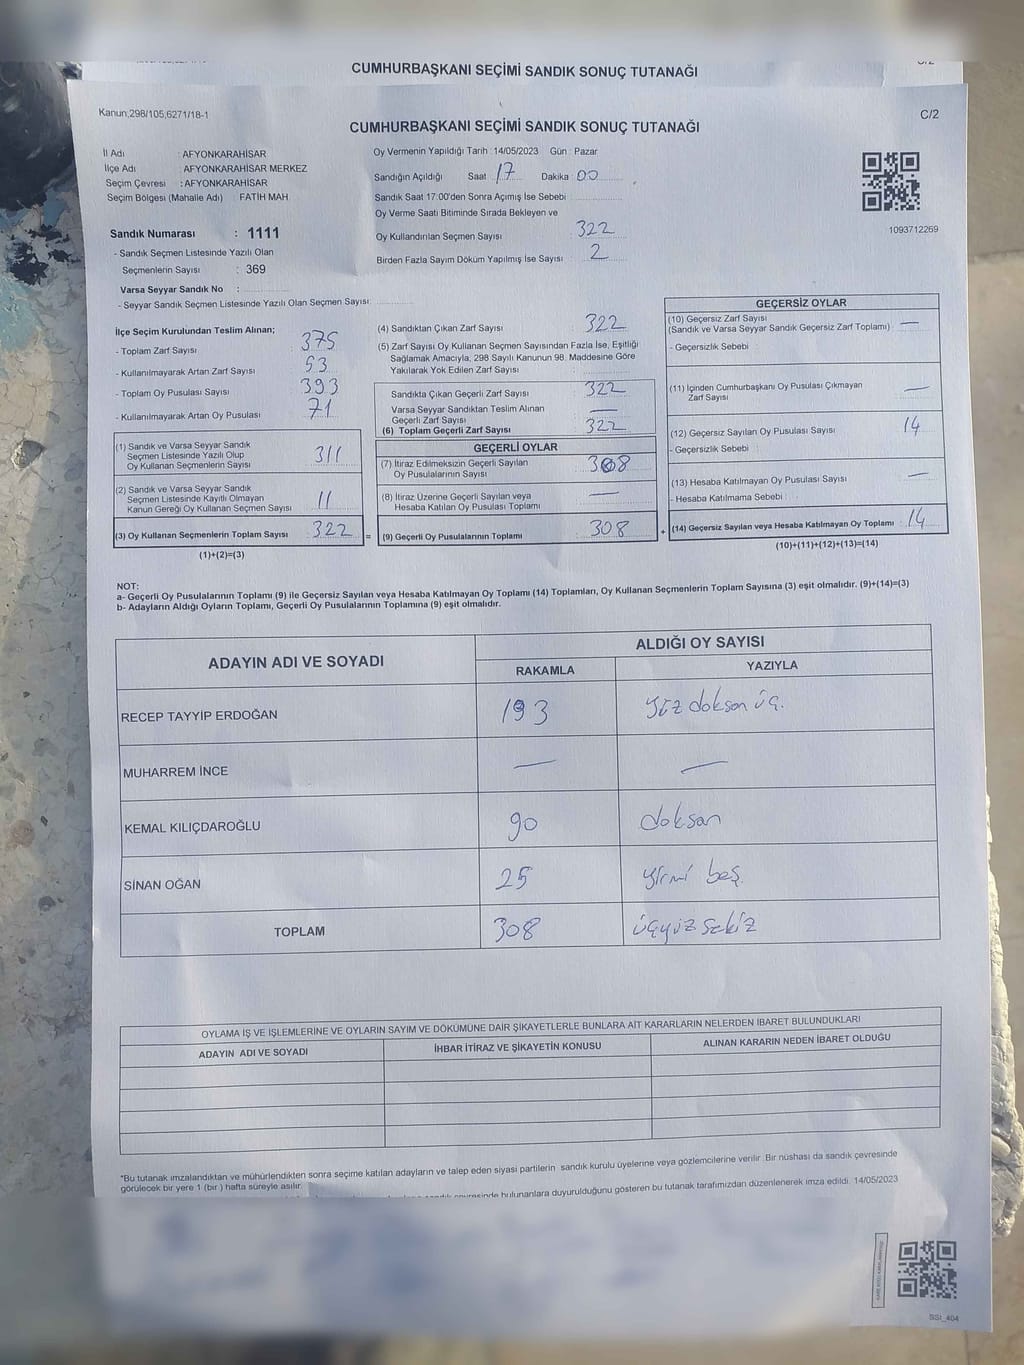 CUMHURBAŞKANI SEÇİMİ SANDIK SONUÇ TUTANAĞI
Kanun;298/105;6271/18-1
C/2
CUMHURBAŞKANI SEÇİMİ SANDIK SONUÇ TUTANAĞI
İl Adı : AFYONKARAHİSAR
İlçe Adı : AFYONKARAHİSAR MERKEZ
Seçim Çevresi : AFYONKARAHİSAR
Seçim Bölgesi (Mahalle Adı) FATİH MAH
Sandık Numarası : 1111
- Sandık Seçmen Listesinde Yazılı Olan
Seçmenlerin Sayısı : 369
Varsa Seyyar Sandık No :
- Seyyar Sandık Seçmen Listesinde Yazılı Olan Seçmen Sayısı:
Oy Vermenin Yapıldığı Tarih : 14/05/2023 Gün : Pazar
Sandığın Açıldığı Saat 17 Dakika 00
Sandık Saat 17:00'den Sonra Açımış İse Sebebi :
Oy Verme Saati Bitiminde Sırada Bekleyen ve
Oy Kullandırılan Seçmen Sayısı 322
Birden Fazla Sayım Döküm Yapılmış İse Sayısı : 2
1093712269
İlçe Seçim Kurulundan Teslim Alınan;
- Toplam Zarf Sayısı : 375
- Kullanılmayarak Artan Zarf Sayısı : 53
- Toplam Oy Pusulası Sayısı : 393
- Kullanılmayarak Artan Oy Pusulası : 71
(1) Sandık ve Varsa Seyyar Sandık
Seçmen Listesinde Yazılı Olup
Oy Kullanan Seçmenlerin Sayısı 311
(2) Sandık ve Varsa Seyyar Sandık
Seçmen Listesinde Kayıtlı Olmayan
Kanun Gereği Oy Kullanan Seçmen Sayısı 11
(3) Oy Kullanan Seçmenlerin Toplam Sayısı : 322
(1)+(2)=(3)
(4) Sandıktan Çıkan Zarf Sayısı : 322
(5) Zarf Sayısı Oy Kullanan Seçmen Sayısından Fazla İse, Eşitliği
Sağlamak Amacıyla; 298 Sayılı Kanunun 98. Maddesine Göre
Yakılarak Yok Edilen Zarf Sayısı :
Sandıkta Çıkan Geçerli Zarf Sayısı : 322
Varsa Seyyar Sandıktan Teslim Alınan
Geçerli Zarf Sayısı : —
(6) Toplam Geçerli Zarf Sayısı : 322
GEÇERLİ OYLAR
(7) İtiraz Edilmeksizin Geçerli Sayılan
Oy Pusulalarının Sayısı : 308
(8) İtiraz Üzerine Geçerli Sayılan veya
Hesaba Katılan Oy Pusulası Toplamı : —
= (9) Geçerli Oy Pusulalarının Toplamı : 308 +
GEÇERSİZ OYLAR
(10) Geçersiz Zarf Sayısı
(Sandık ve Varsa Seyyar Sandık Geçersiz Zarf Toplamı) : —
- Geçersizlik Sebebi :
(11) İçinden Cumhurbaşkanı Oy Pusulası Çıkmayan
Zarf Sayısı : —
(12) Geçersiz Sayılan Oy Pusulası Sayısı : 14
- Geçersizlik Sebebi :
(13) Hesaba Katılmayan Oy Pusulası Sayısı : —
- Hesaba Katılmama Sebebi :
(14) Geçersiz Sayılan veya Hesaba Katılmayan Oy Toplamı : 14
(10)+(11)+(12)+(13)=(14)
NOT:
a- Geçerli Oy Pusulalarının Toplamı (9) ile Geçersiz Sayılan veya Hesaba Katılmayan Oy Toplamı (14) Toplamları, Oy Kullanan Seçmenlerin Toplam Sayısına (3) eşit olmalıdır. (9)+(14)=(3)
b- Adayların Aldığı Oyların Toplamı, Geçerli Oy Pusulalarının Toplamına (9) eşit olmalıdır.
ADAYIN ADI VE SOYADI
ALDIĞI OY SAYISI
RAKAMLA YAZIYLA
RECEP TAYYİP ERDOĞAN 193 yüz doksan üç.
MUHARREM İNCE — —
KEMAL KILIÇDAROĞLU 90 doksan
SİNAN OĞAN 25 yirmi beş
TOPLAM 308 üçyüz sekiz
OYLAMA İŞ VE İŞLEMLERİNE VE OYLARIN SAYIM VE DÖKÜMÜNE DAİR ŞİKAYETLERLE BUNLARA AİT KARARLARIN NELERDEN İBARET BULUNDUKLARI
ADAYIN ADI VE SOYADI İHBAR İTİRAZ VE ŞİKAYETİN KONUSU ALINAN KARARIN NEDEN İBARET OLDUĞU
*Bu tutanak imzalandıktan ve mühürlendikten sonra seçime katılan adayların ve talep eden siyasi partilerin sandık kurulu üyelerine veya gözlemcilerine verilir .Bir nüshası da sandık çevresinde
görülecek bir yere 1 (bir ) hafta süreyle asılır.
bulunanlara duyurulduğunu gösteren bu tutanak tarafımızdan düzenlenerek imza edildi. 14/05/2023
SSt_404